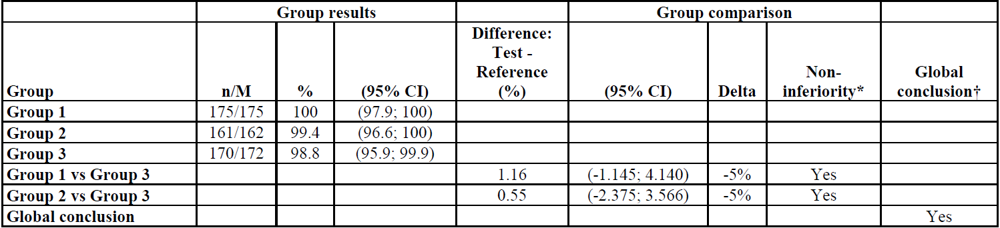 Group results Group comparison
Difference:
Test -
Reference
Non-
Global
Group n/M % (95% CI) (%) (95% CI) Delta inferiority* conclusion†
Group 1 175/175 100 (97.9; 100)
Group 2 161/162 99.4 (96.6; 100)
Group 3 170/172 98.8 (95.9; 99.9)
Group 1 vs Group 3 1.16 (-1.145; 4.140) -5% Yes
Group 2 vs Group 3 0.55 (-2.375; 3.566) -5% Yes
Global conclusion Yes